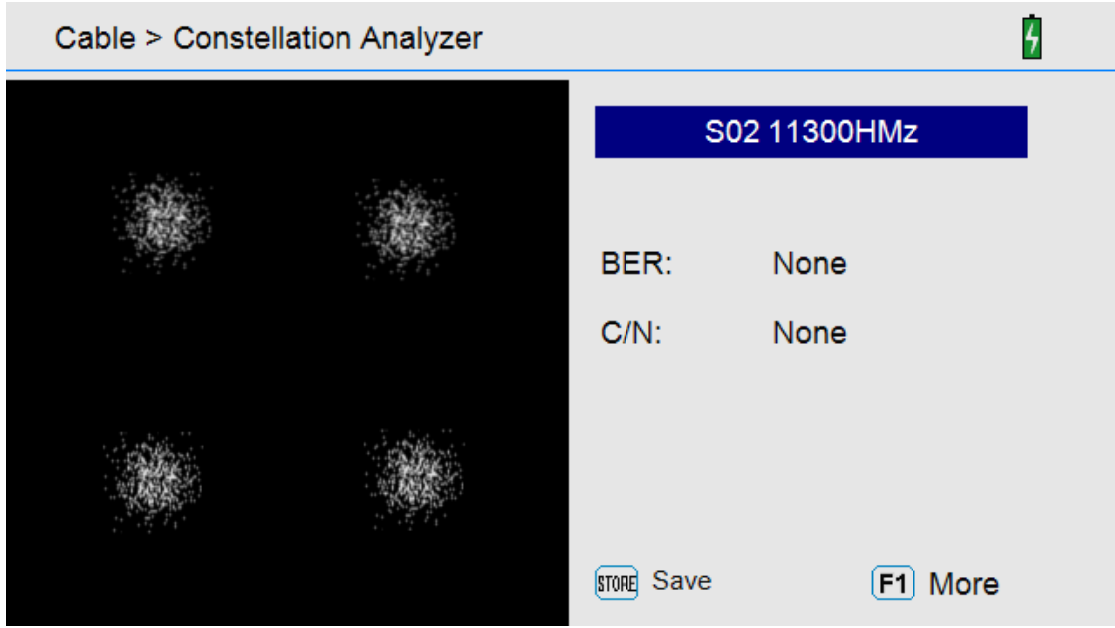 Cable > Constellation Analyzer
S02 11300HMz
BER: None
C/N: None
STORE Save F1 More